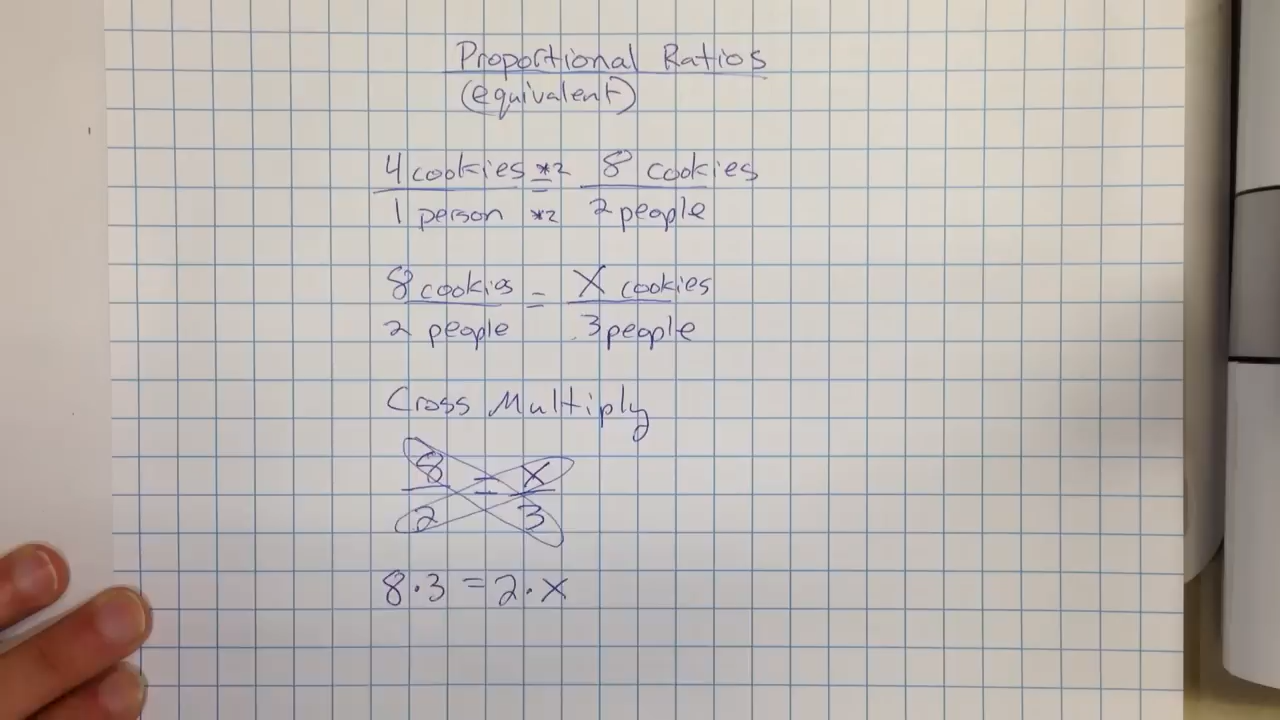 Proportional Ratios
(equivalent)
4 cookies *2 = 8 cookies
1 person *2 2 people
8 cookies = X cookies
2 people 3 people
Cross Multiply
8 = x
2 3
8·3 = 2·x